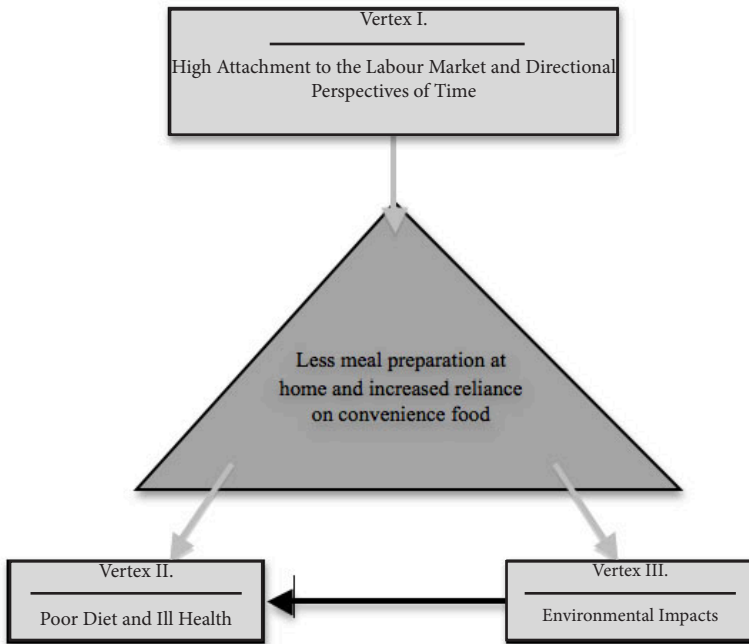 Vertex I.
High Attachment to the Labour Market and Directional
Perspectives of Time
Less meal preparation at
home and increased reliance
on convenience food
Vertex II.
Poor Diet and Ill Health
Vertex III.
Environmental Impacts